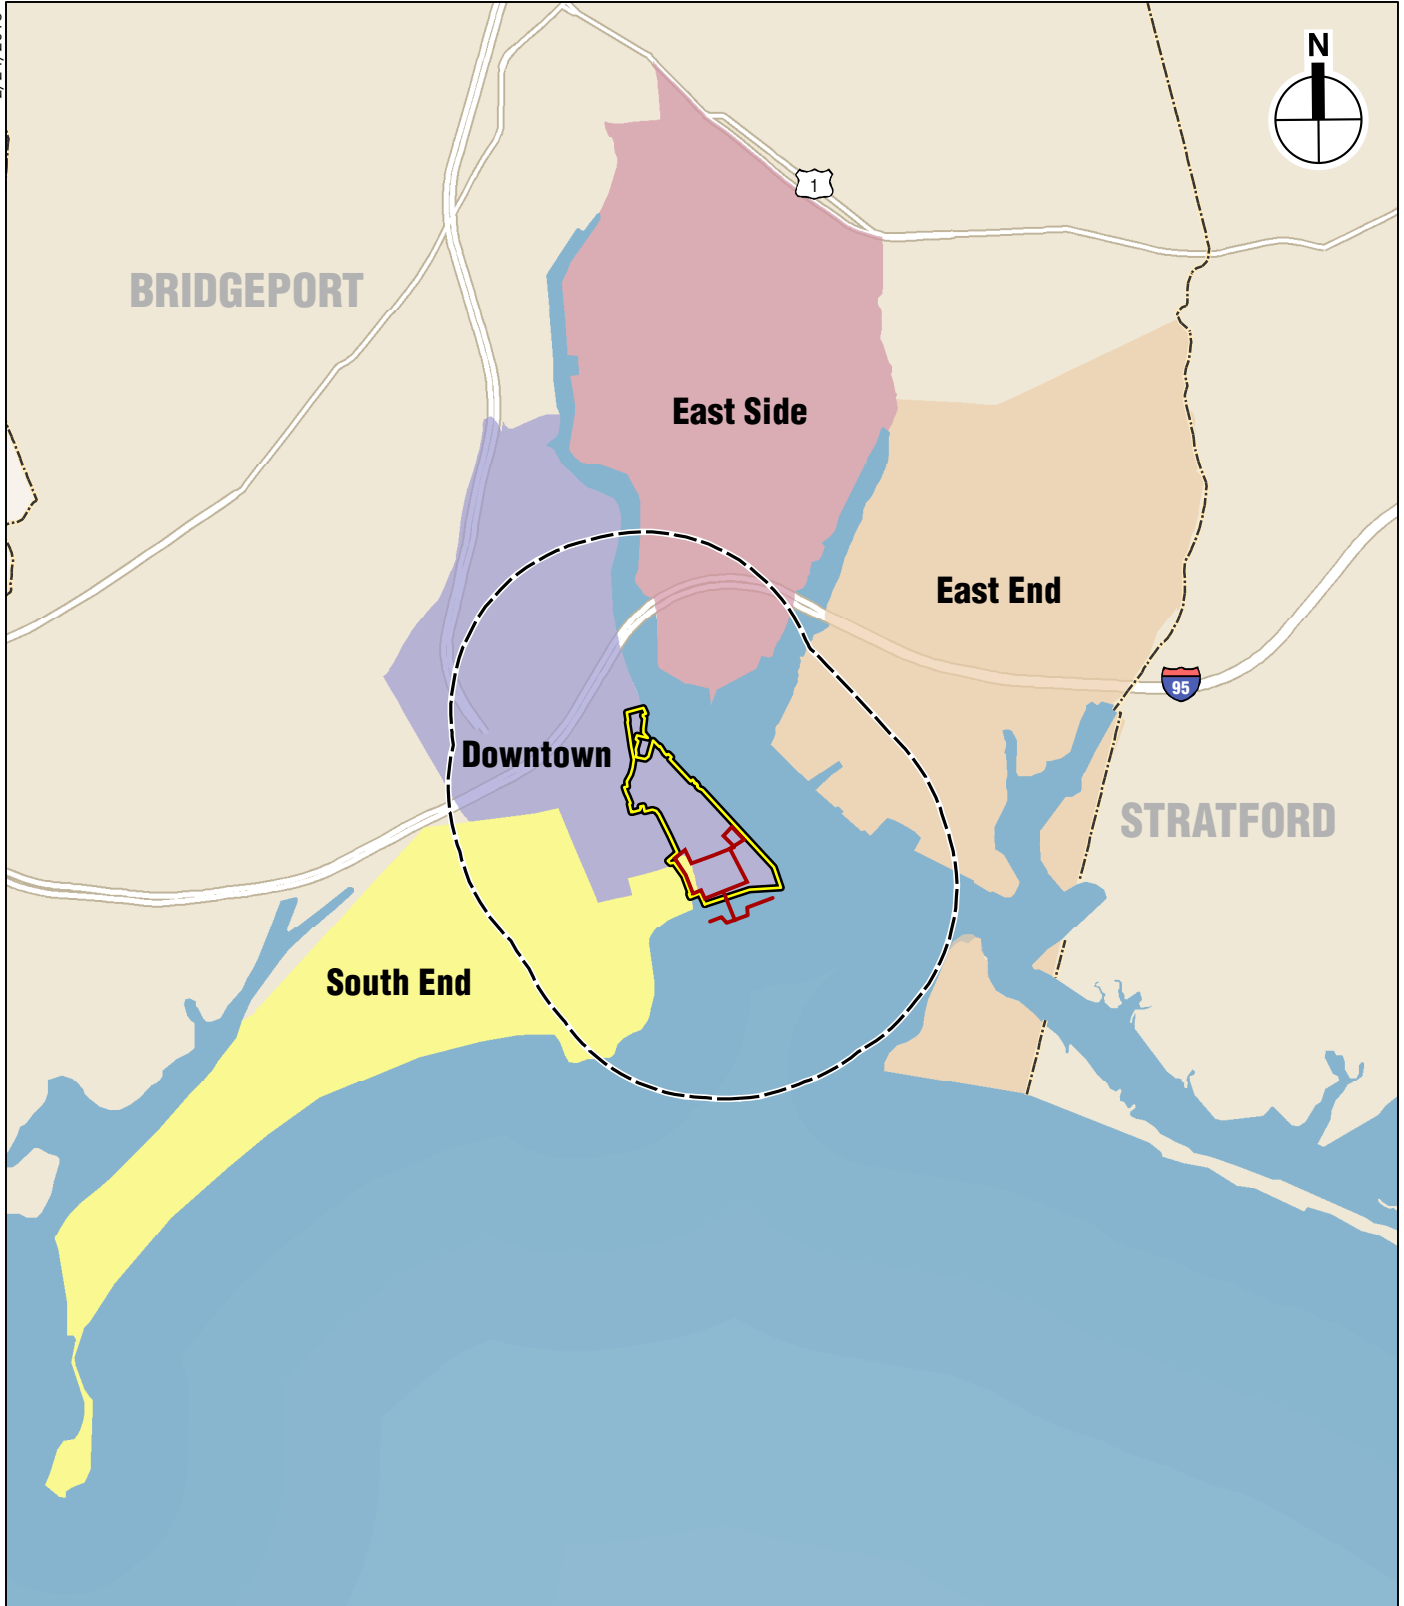 N
1
BRIDGEPORT
East Side
East End
95
Downtown
STRATFORD
South End